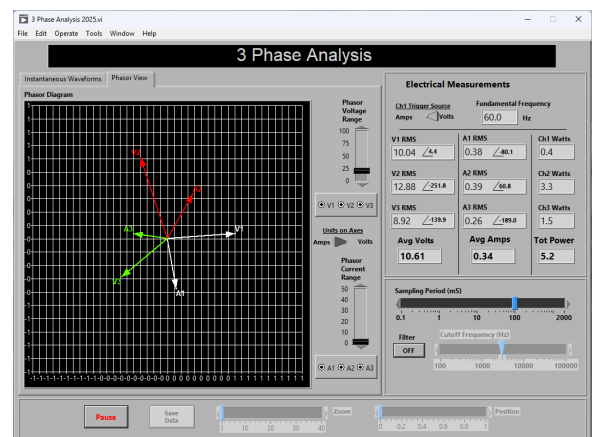 3 Phase Analysis 2025.vi
File Edit Operate Tools Window Help
3 Phase Analysis
Instantaneous Waveforms Phasor View
Phasor Diagram
V2
A2
A3
V1
V3
A1
Phasor
Voltage
Range
100
75
50
25
0
V1 V2 V3
Units on Axes
Amps Volts
Phasor
Current
Range
50
40
30
20
10
0
A1 A2 A3
Electrical Measurements
Ch1 Trigger Source
Amps Volts
Fundamental Frequency
60.0 Hz
V1 RMS A1 RMS Ch1 Watts
10.04 4.4 0.38 -80.1 0.4
V2 RMS A2 RMS Ch2 Watts
12.88 -251.8 0.39 60.8 3.3
V3 RMS A3 RMS Ch3 Watts
8.92 -139.9 0.26 -189.0 1.5
Avg Volts Avg Amps Tot Power
10.61 0.34 5.2
Sampling Period (mS)
0.1 1 10 100 2000
Filter Cutoff Frequency (Hz)
OFF
100 1000 10000 100000
Pause Save
Data
Zoom
1 10 20 30 40
Position
0 0.2 0.4 0.6 0.8 1